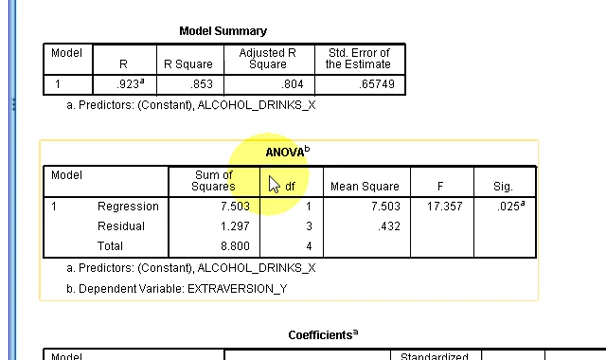 Model Summary
Model R R Square Adjusted R Square Std. Error of the Estimate
1 .923a .853 .804 .65749
a. Predictors: (Constant), ALCOHOL_DRINKS_X
ANOVAb
Model Sum of Squares df Mean Square F Sig.
1 Regression 7.503 1 7.503 17.357 .025a
Residual 1.297 3 .432
Total 8.800 4
a. Predictors: (Constant), ALCOHOL_DRINKS_X
b. Dependent Variable: EXTRAVERSION_Y
Coefficientsa
Model Standardized